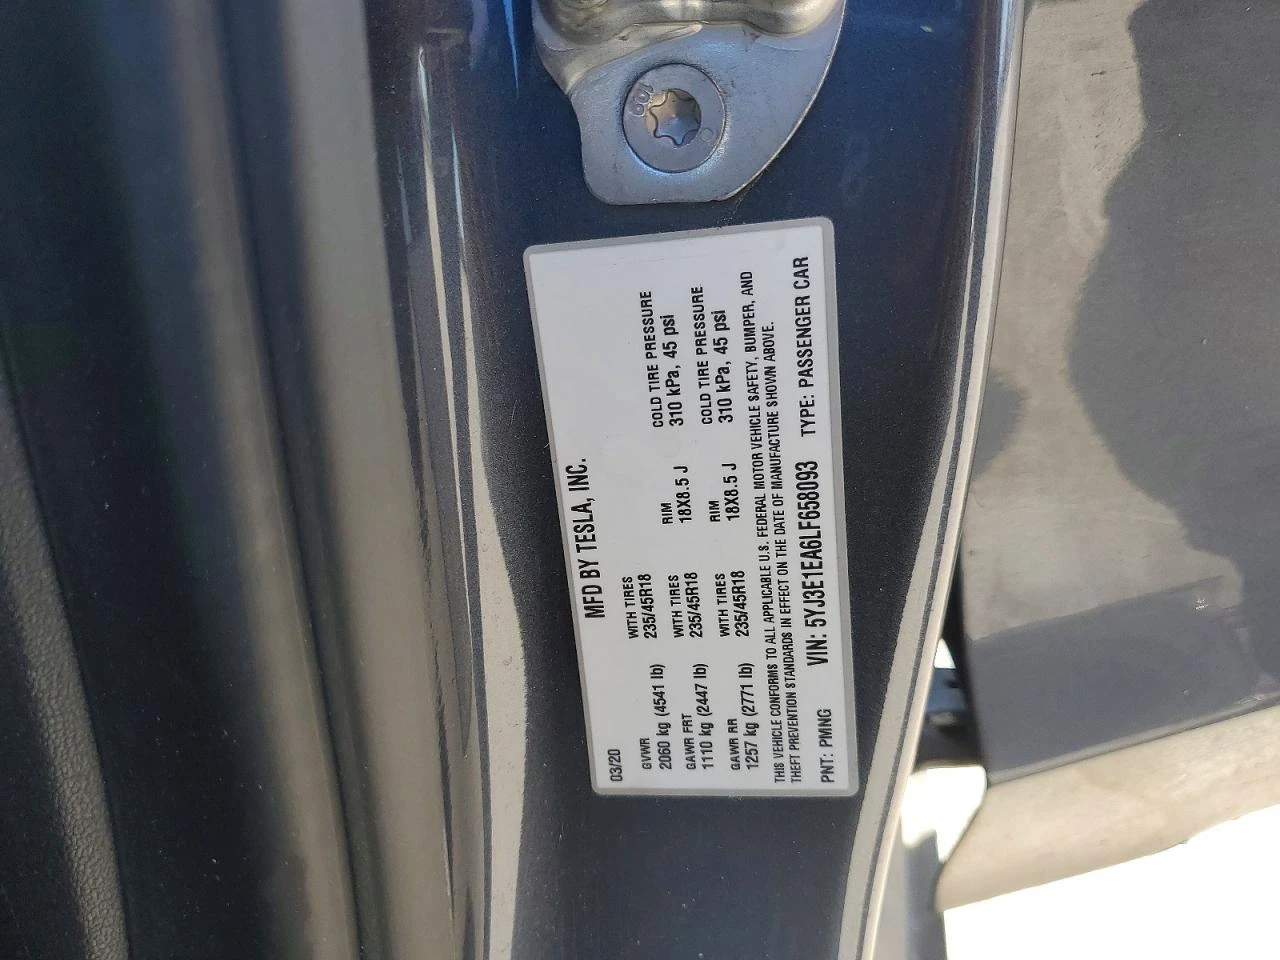 MFD BY TESLA, INC.
03/20
GVWR WITH TIRES
2060 kg (4541 lb) 235/45R18
GAWR FRT WITH TIRES RIM COLD TIRE PRESSURE
1110 kg (2447 lb) 235/45R18 18X8.5 J 310 kPa, 45 psi
GAWR RR WITH TIRES RIM COLD TIRE PRESSURE
1257 kg (2771 lb) 235/45R18 18X8.5 J 310 kPa, 45 psi
THIS VEHICLE CONFORMS TO ALL APPLICABLE U.S. FEDERAL MOTOR VEHICLE SAFETY, BUMPER, AND
THEFT PREVENTION STANDARDS IN EFFECT ON THE DATE OF MANUFACTURE SHOWN ABOVE.
PNT: PMNG VIN: 5YJ3E1EA6LF658093 TYPE: PASSENGER CAR